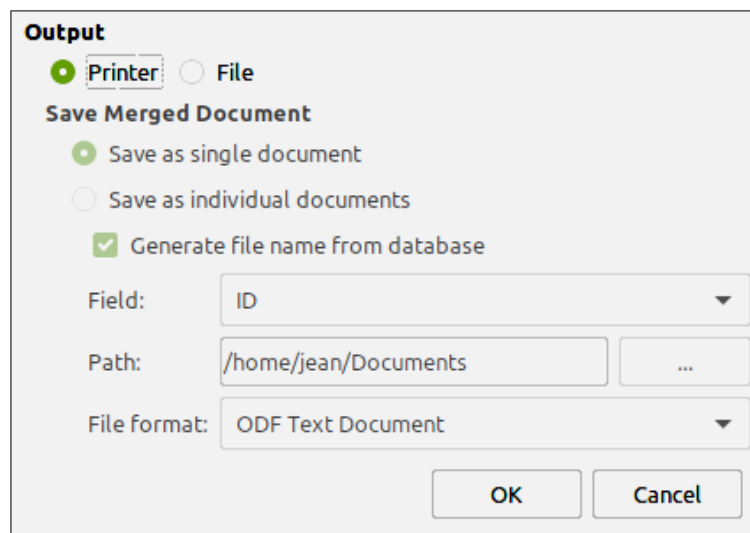 Output
Printer File
Save Merged Document
Save as single document
Save as individual documents
Generate file name from database
Field: ID
Path: /home/jean/Documents ...
File format: ODF Text Document
OK Cancel